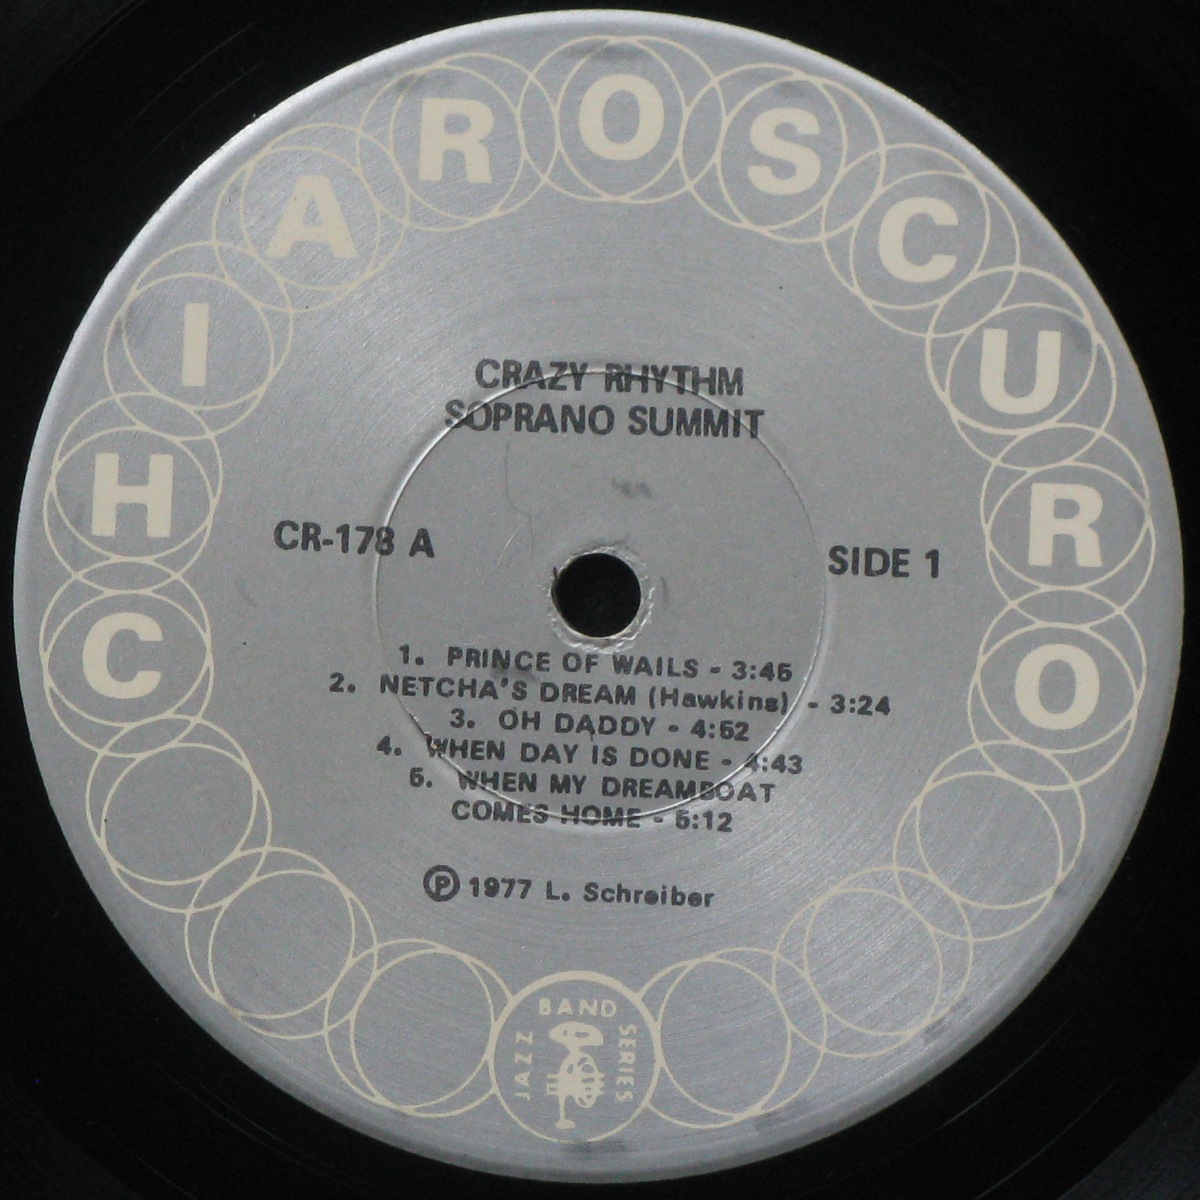 CHIAROSCURO
CRAZY RHYTHM
SOPRANO SUMMIT
CR-178 A
SIDE 1
1. PRINCE OF WAILS - 3:45
2. NETCHA'S DREAM (Hawkins) - 3:24
3. OH DADDY - 4:52
4. WHEN DAY IS DONE - 4:43
5. WHEN MY DREAMBOAT
COMES HOME - 5:12
Ⓟ 1977 L. Schreiber
JAZZ BAND SERIES